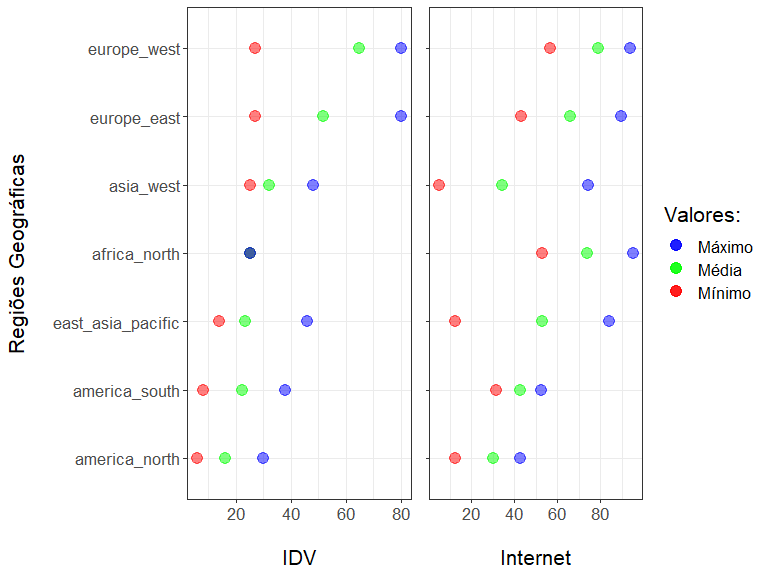 Regiões Geográficas
europe_west
europe_east
asia_west
africa_north
east_asia_pacific
america_south
america_north
20 40 60 80
20 40 60 80
IDV
Internet
Valores:
Máximo
Média
Mínimo